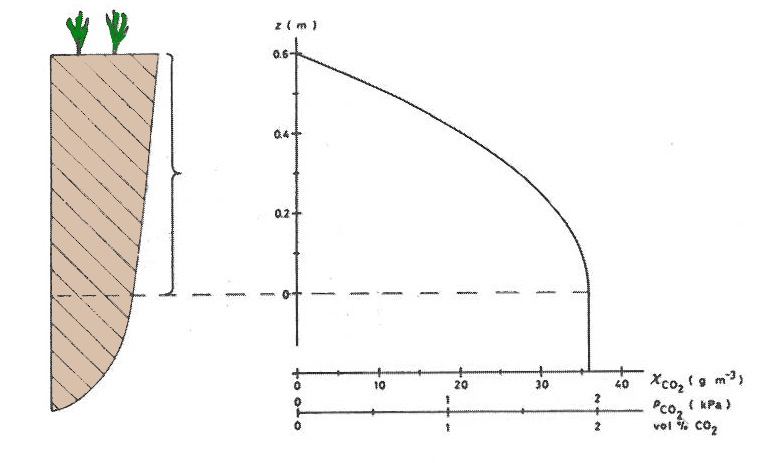 z ( m )
0.6
0.4
0.2
0
0 10 20 30 40 χCO₂ ( g m⁻³)
0 1 2 pCO₂ ( kPa)
0 1 2 vol % CO₂